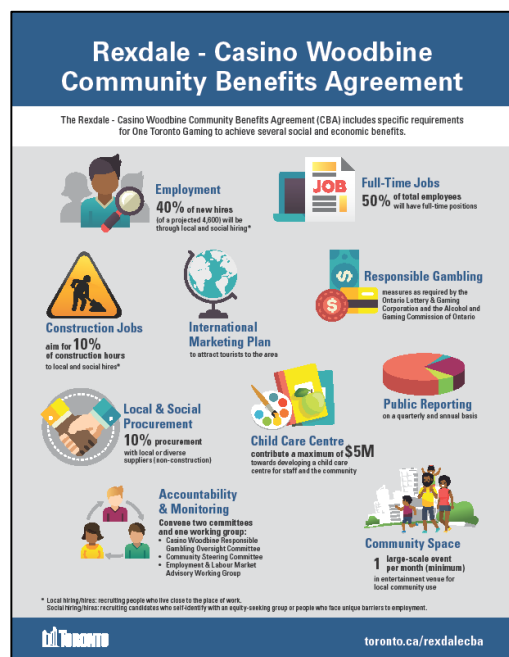 Rexdale - Casino Woodbine
Community Benefits Agreement
The Rexdale - Casino Woodbine Community Benefits Agreement (CBA) includes specific requirements
for One Toronto Gaming to achieve several social and economic benefits.
Employment
40% of new hires
(of a projected 4,600) will be
through local and social hiring*
JOB
Full-Time Jobs
50% of total employees
will have full-time positions
Construction Jobs
aim for 10%
of construction hours
to local and social hires*
International
Marketing Plan
to attract tourists to the area
$
$
Responsible Gambling
measures as required by the
Ontario Lottery & Gaming
Corporation and the Alcohol and
Gaming Commission of Ontario
Local & Social
Procurement
10% procurement
with local or diverse
suppliers (non-construction)
Child Care Centre
contribute a maximum of $5M
towards developing a child care
centre for staff and the community
Public Reporting
on a quarterly and annual basis
Accountability
& Monitoring
Convene two committees
and one working group:
• Casino Woodbine Responsible
Gambling Oversight Committee
• Community Steering Committee
• Employment & Labour Market
Advisory Working Group
Community Space
1 large-scale event
per month (minimum)
in entertainment venue for
local community use
* Local hiring/hires: recruiting people who live close to the place of work.
Social hiring/hires: recruiting candidates who self-identify with an equity-seeking group or people who face unique barriers to employment.
TORONTO
toronto.ca/rexdalecba